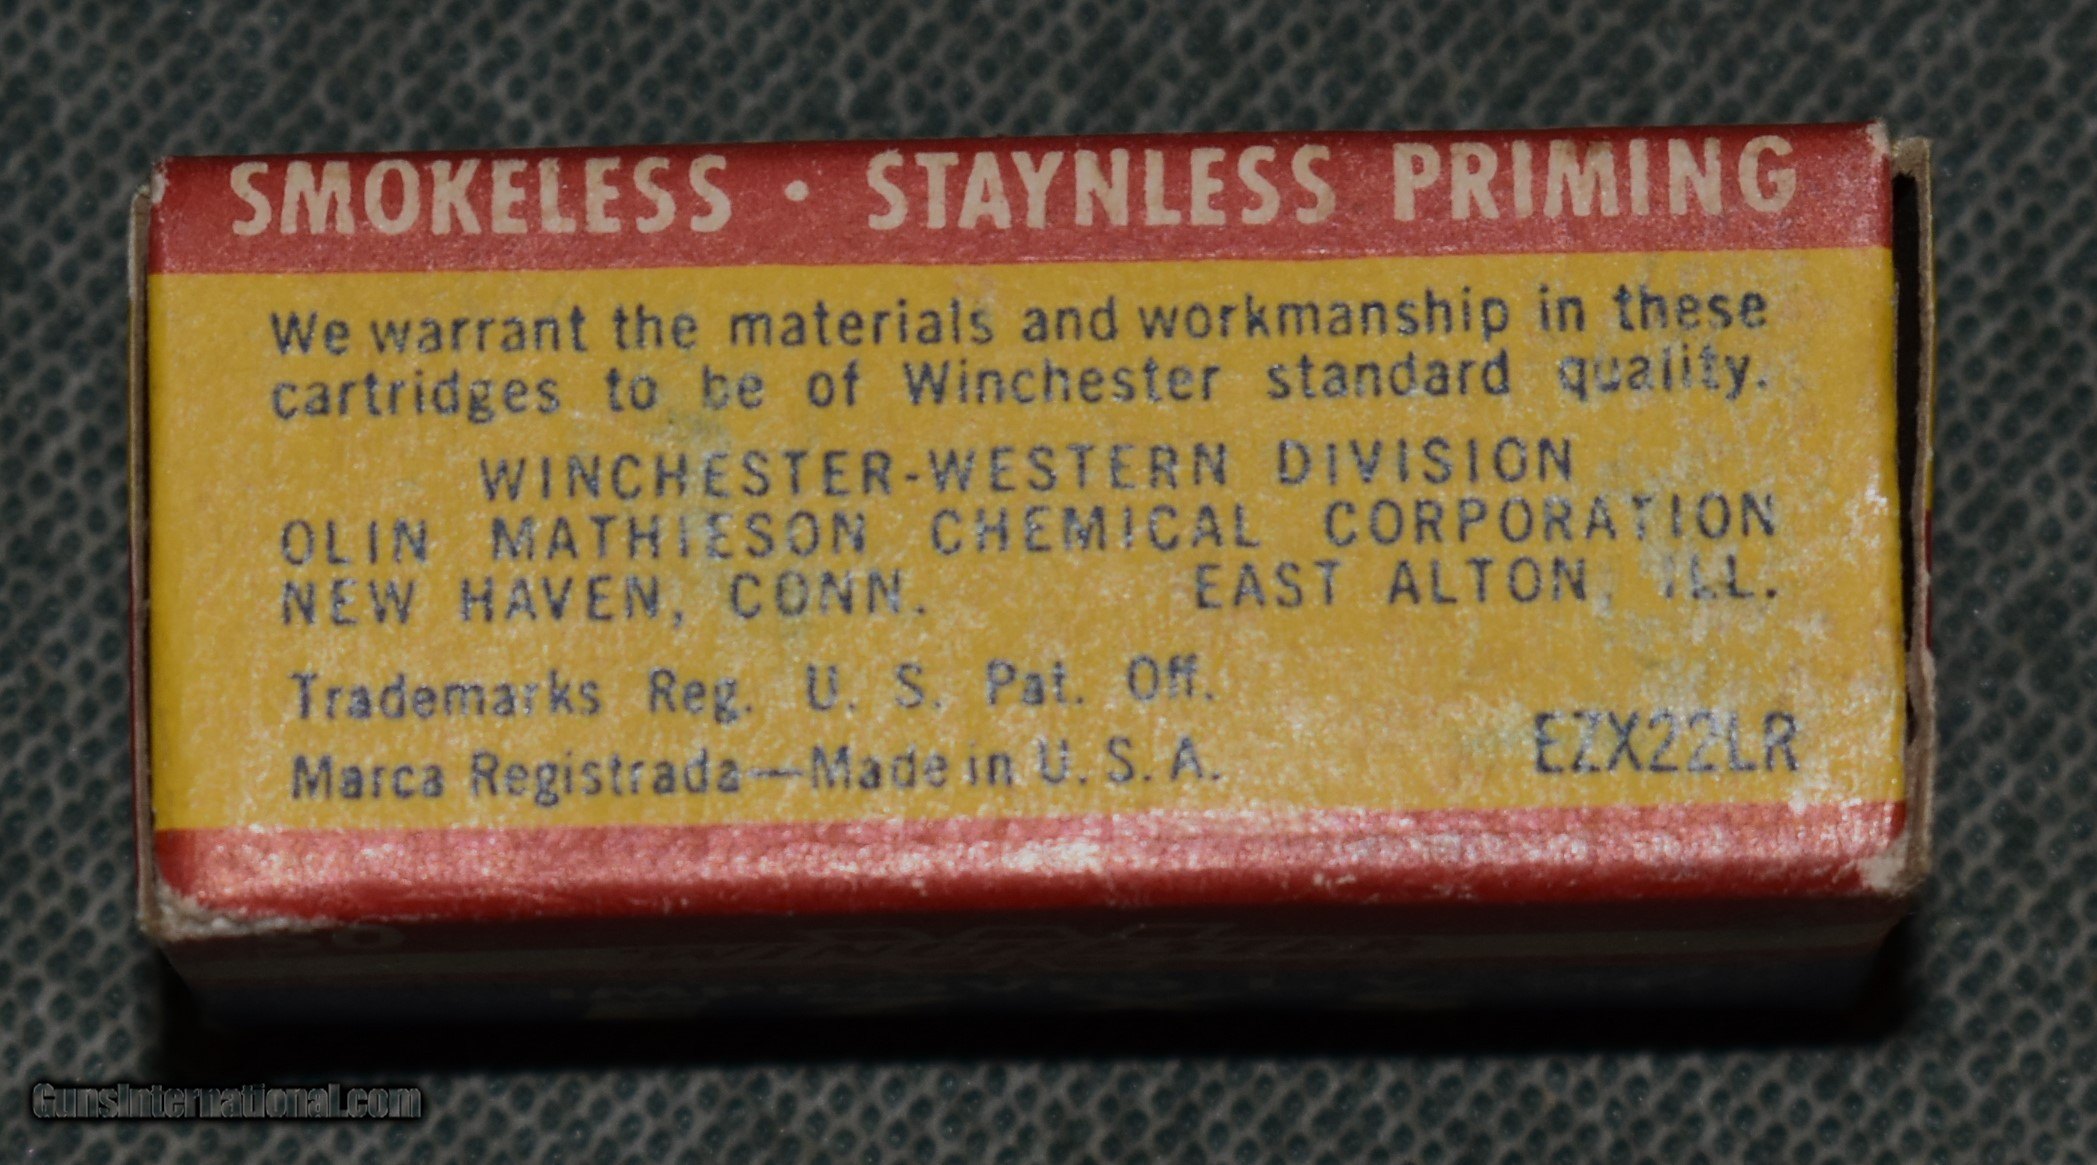 SMOKELESS • STAYNLESS PRIMING
We warrant the materials and workmanship in these
cartridges to be of Winchester standard quality.
WINCHESTER-WESTERN DIVISION
OLIN MATHIESON CHEMICAL CORPORATION
NEW HAVEN, CONN. EAST ALTON, ILL.
Trademarks Reg. U. S. Pat. Off.
Marca Registrada—Made in U. S. A.
EZX22LR
GunsInternational.com